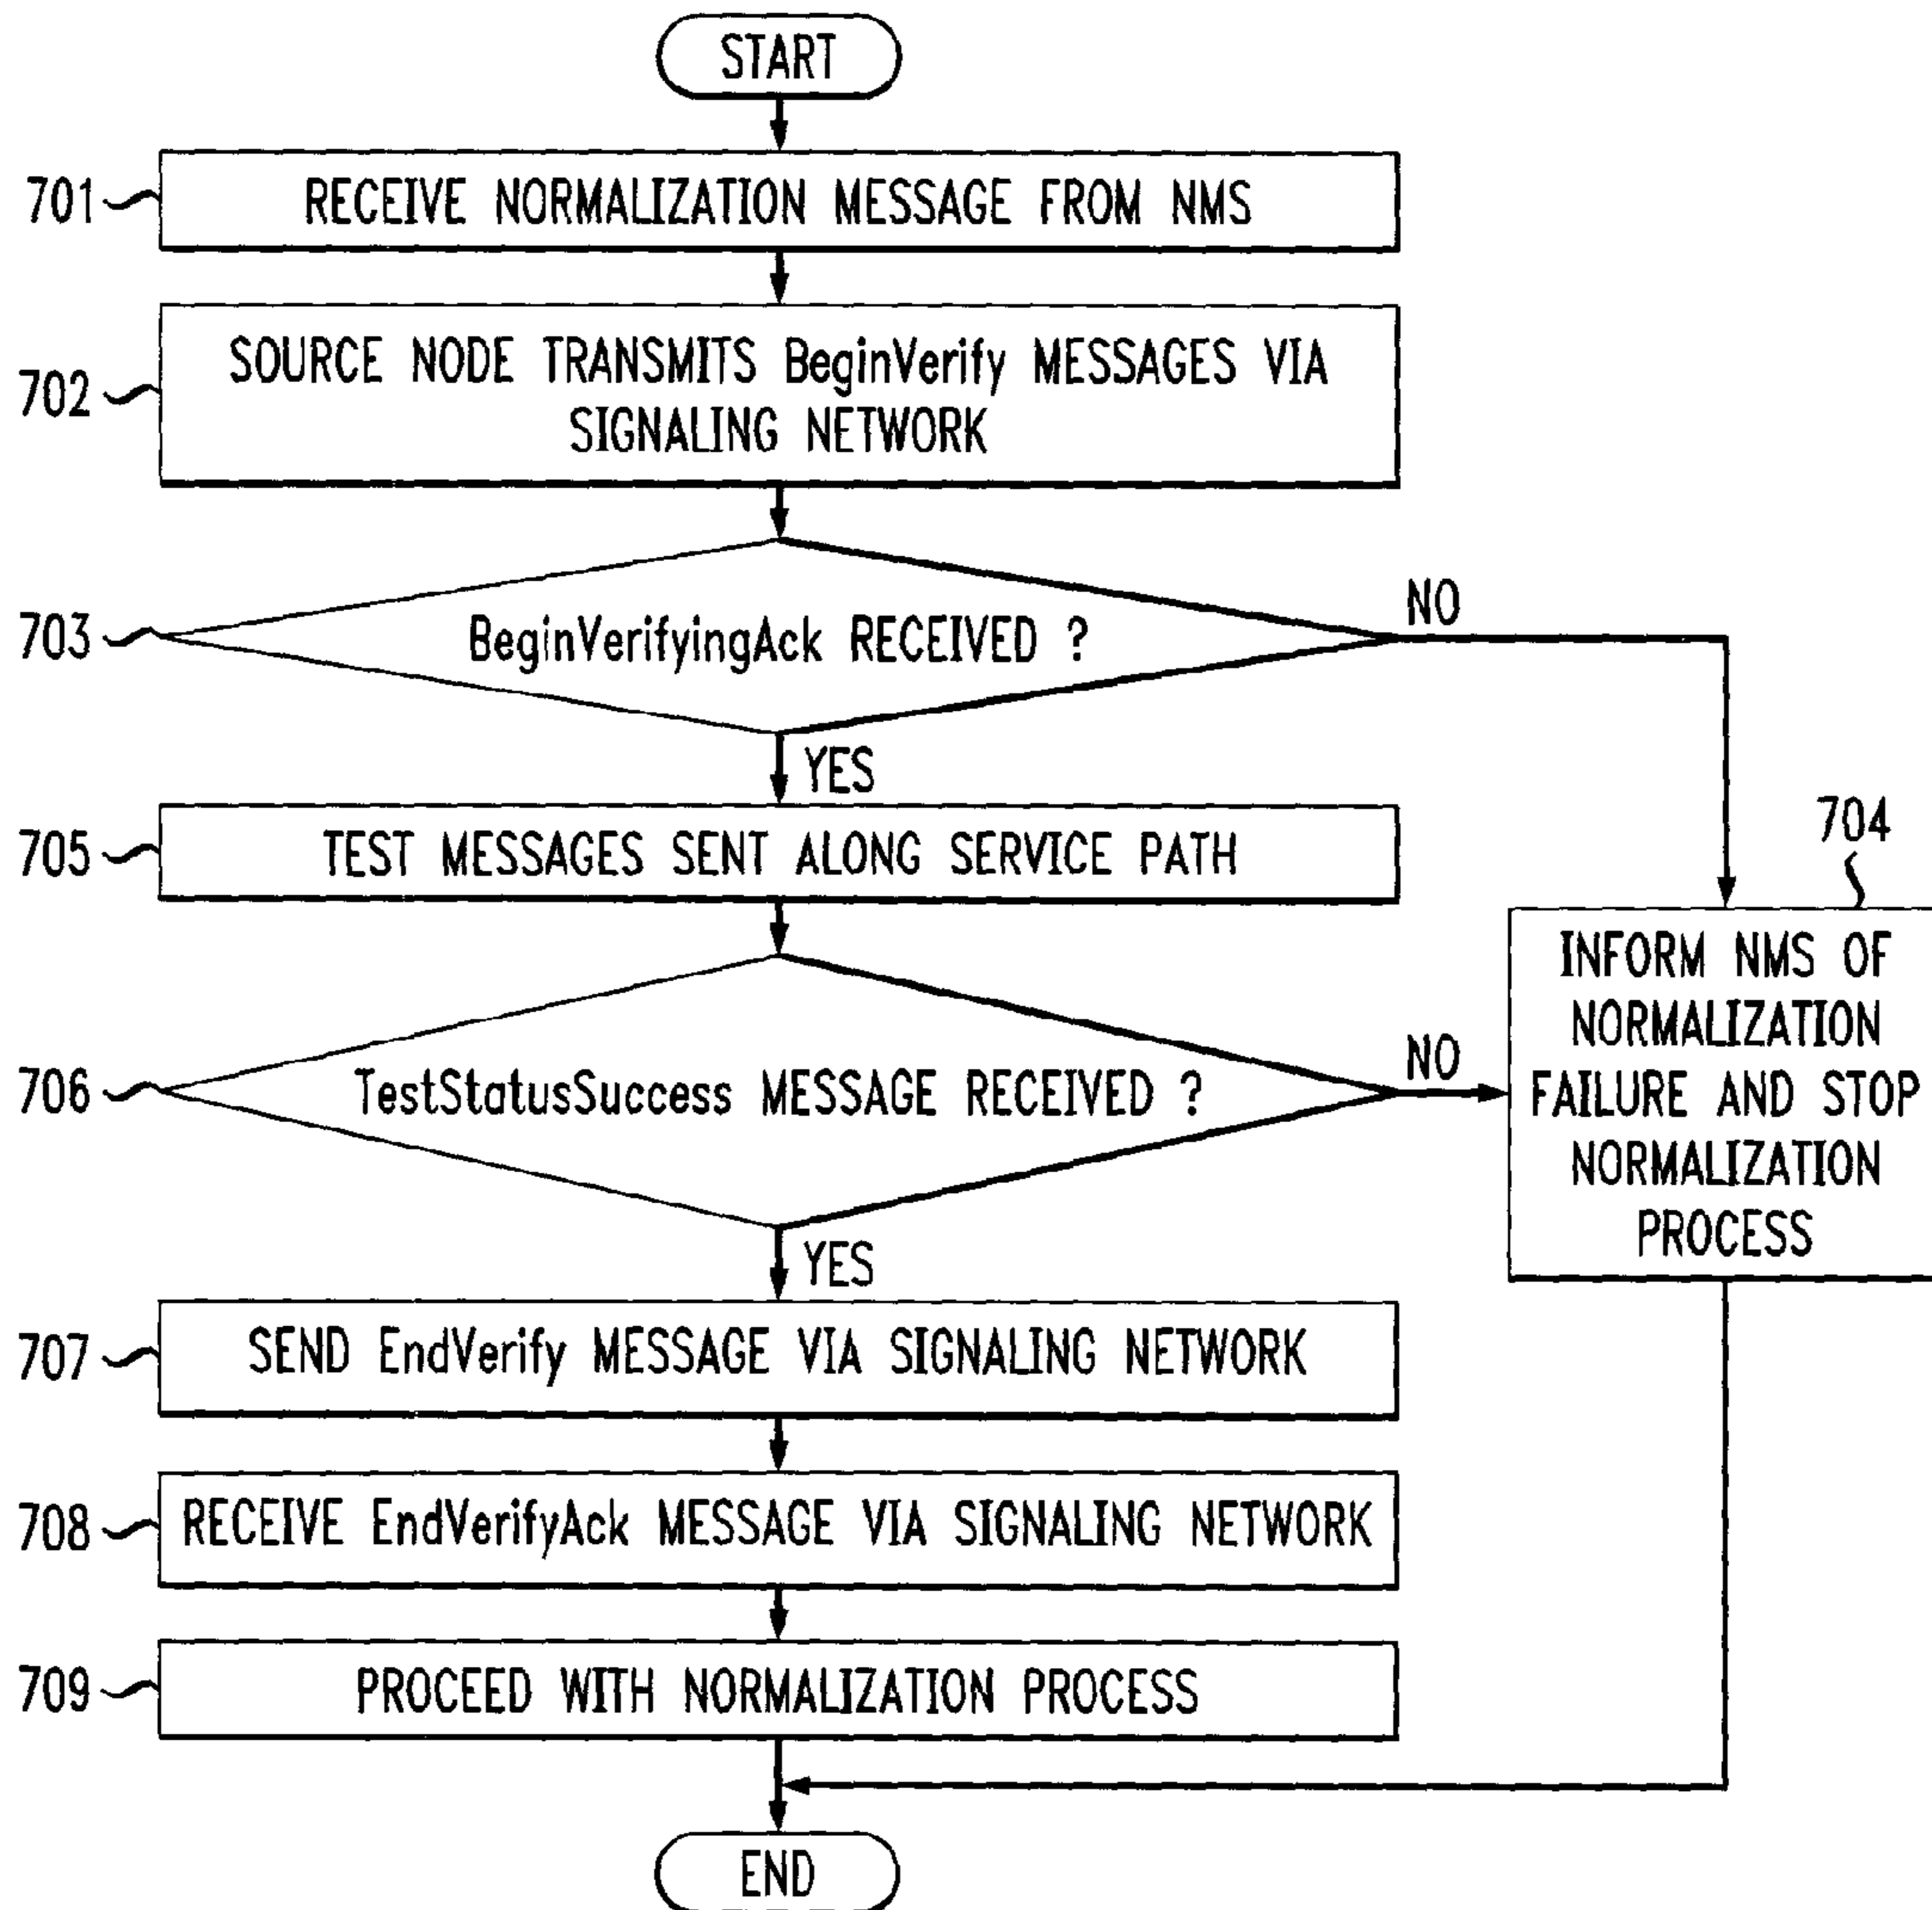 START
701
RECEIVE NORMALIZATION MESSAGE FROM NMS
702
SOURCE NODE TRANSMITS BeginVerify MESSAGES VIA
SIGNALING NETWORK
703
BeginVerifyingAck RECEIVED ?
NO
YES
704
705
TEST MESSAGES SENT ALONG SERVICE PATH
INFORM NMS OF
NORMALIZATION
FAILURE AND STOP
NORMALIZATION
PROCESS
706
TestStatusSuccess MESSAGE RECEIVED ?
NO
YES
707
SEND EndVerify MESSAGE VIA SIGNALING NETWORK
708
RECEIVE EndVerifyAck MESSAGE VIA SIGNALING NETWORK
709
PROCEED WITH NORMALIZATION PROCESS
END